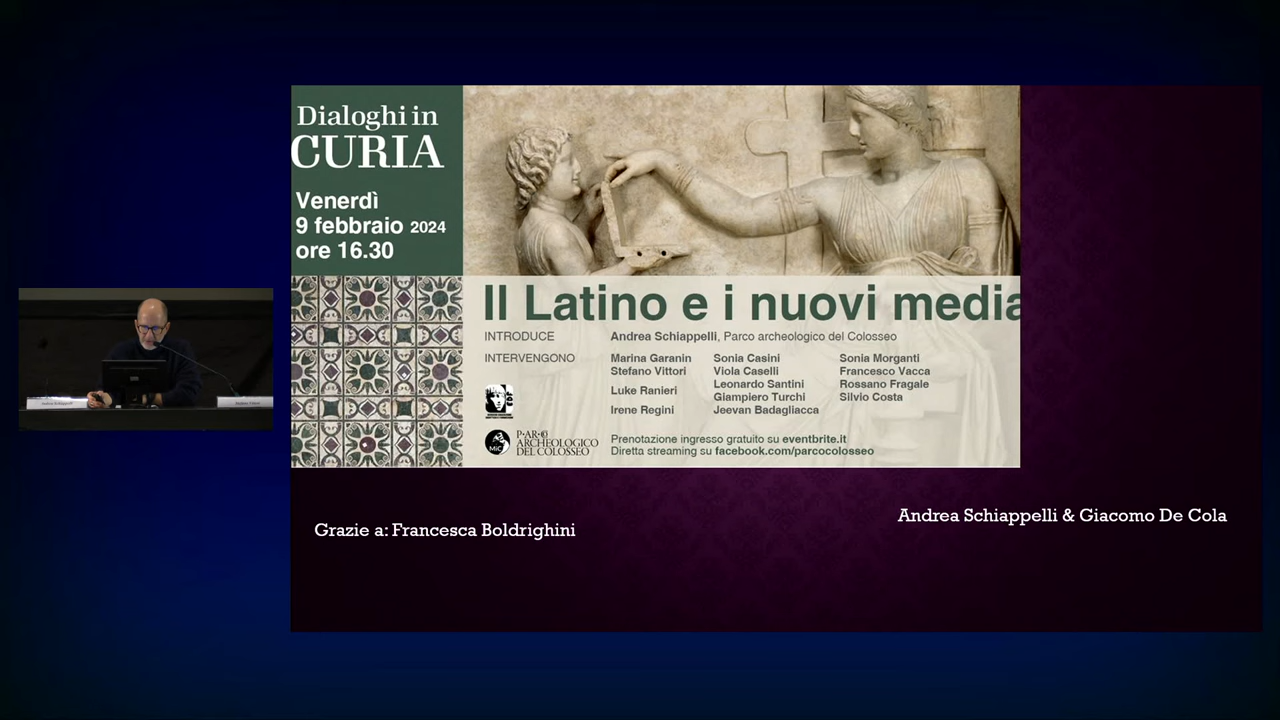 Dialoghi in
CURIA
Venerdì
9 febbraio 2024
ore 16.30
Il Latino e i nuovi media
INTRODUCE
Andrea Schiappelli, Parco archeologico del Colosseo
INTERVENGONO
Marina Garanin
Stefano Vittori
Luke Ranieri
Irene Regini
Sonia Casini
Viola Caselli
Leonardo Santini
Giampiero Turchi
Jeevan Badagliacca
Sonia Morganti
Francesco Vacca
Rossano Fragale
Silvio Costa
MiC
P·AR·CO
ARCHEOLOGICO
DEL COLOSSEO
Prenotazione ingresso gratuito su eventbrite.it
Diretta streaming su facebook.com/parcocolosseo
Grazie a: Francesca Boldrighini
Andrea Schiappelli & Giacomo De Cola